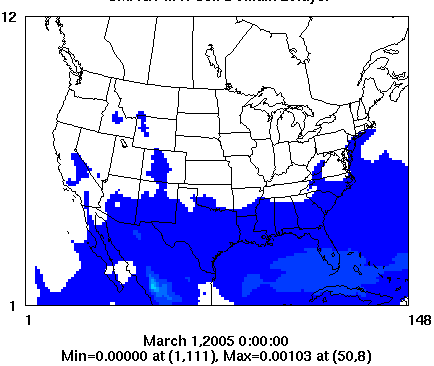 12
1
1
148
March 1,2005 0:00:00
Min=0.00000 at (1,111), Max=0.00103 at (50,8)